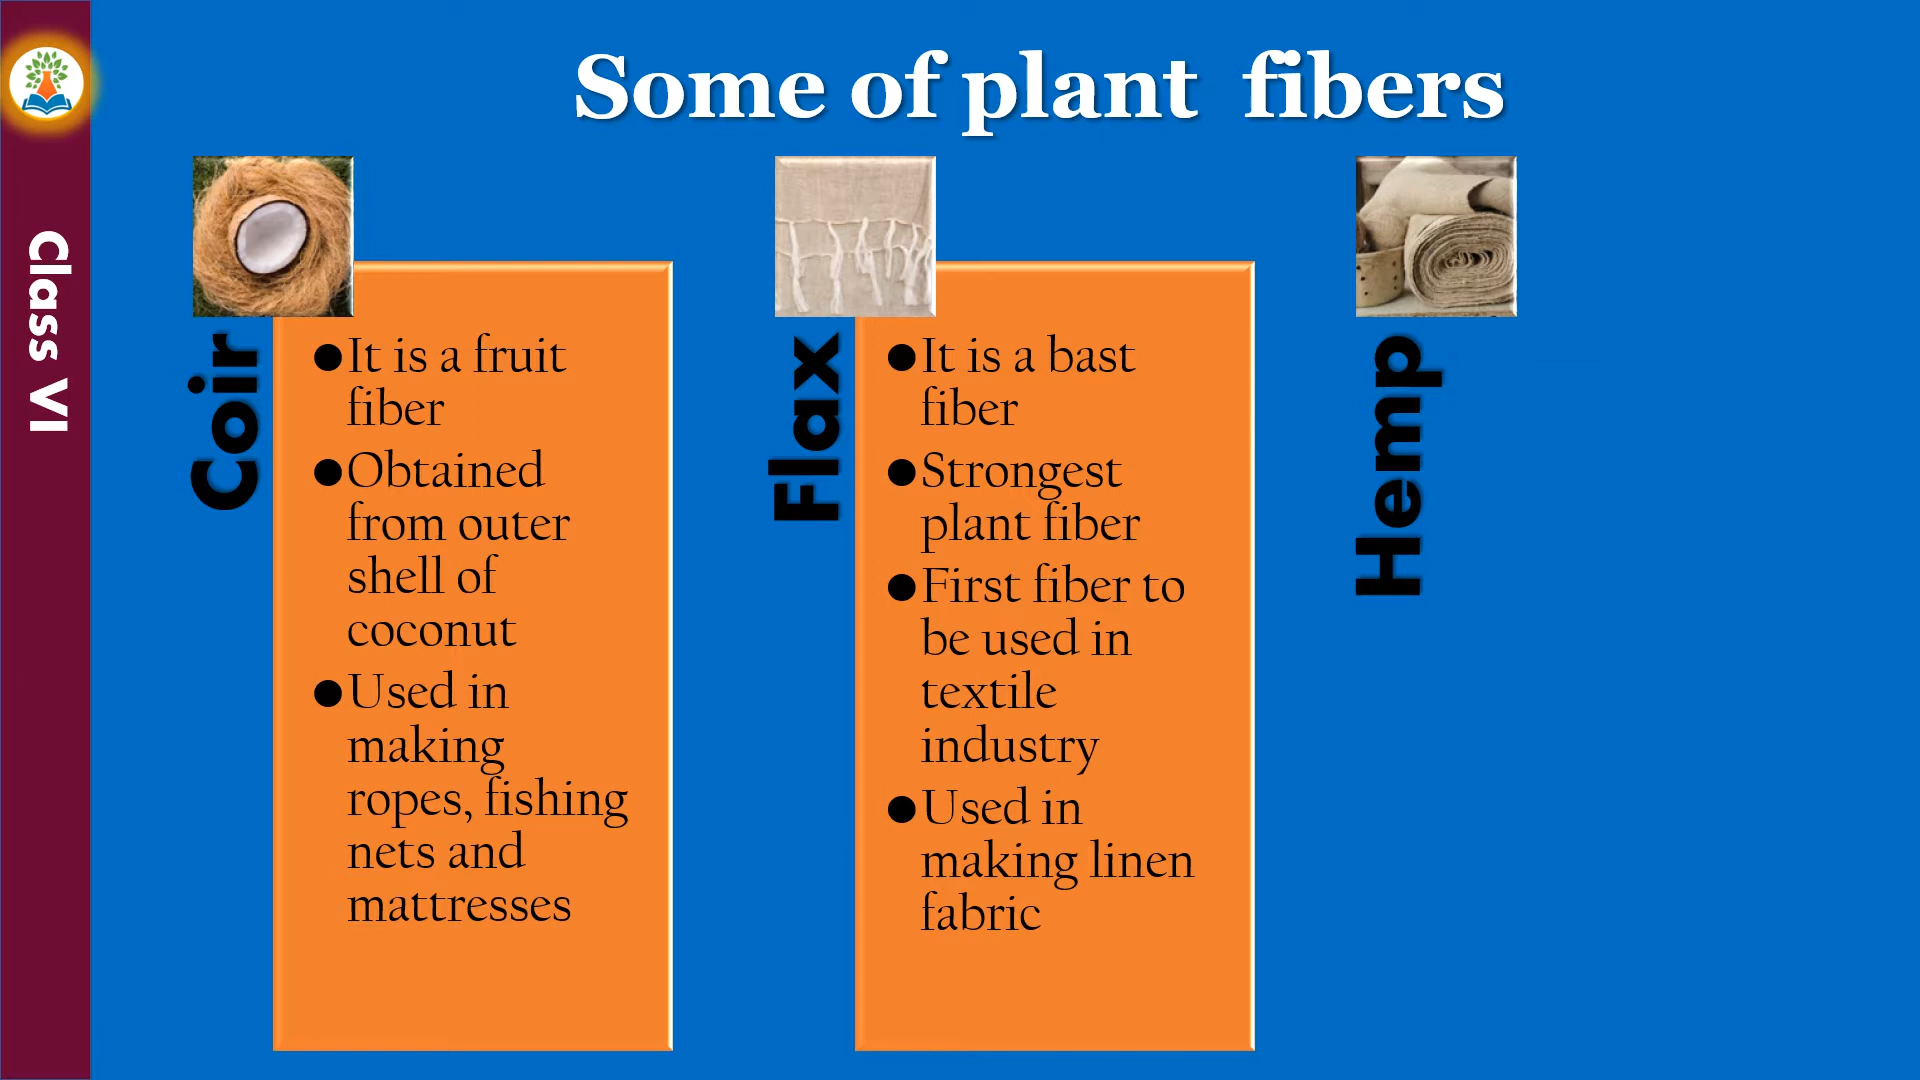 Some of plant  fibers
Class VI
Coir
●It is a fruit
fiber
●Obtained
from outer
shell of
coconut
●Used in
making
ropes, fishing
nets and
mattresses
Flax
●It is a bast
fiber
●Strongest
plant fiber
●First fiber to
be used in
textile
industry
●Used in
making linen
fabric
Hemp